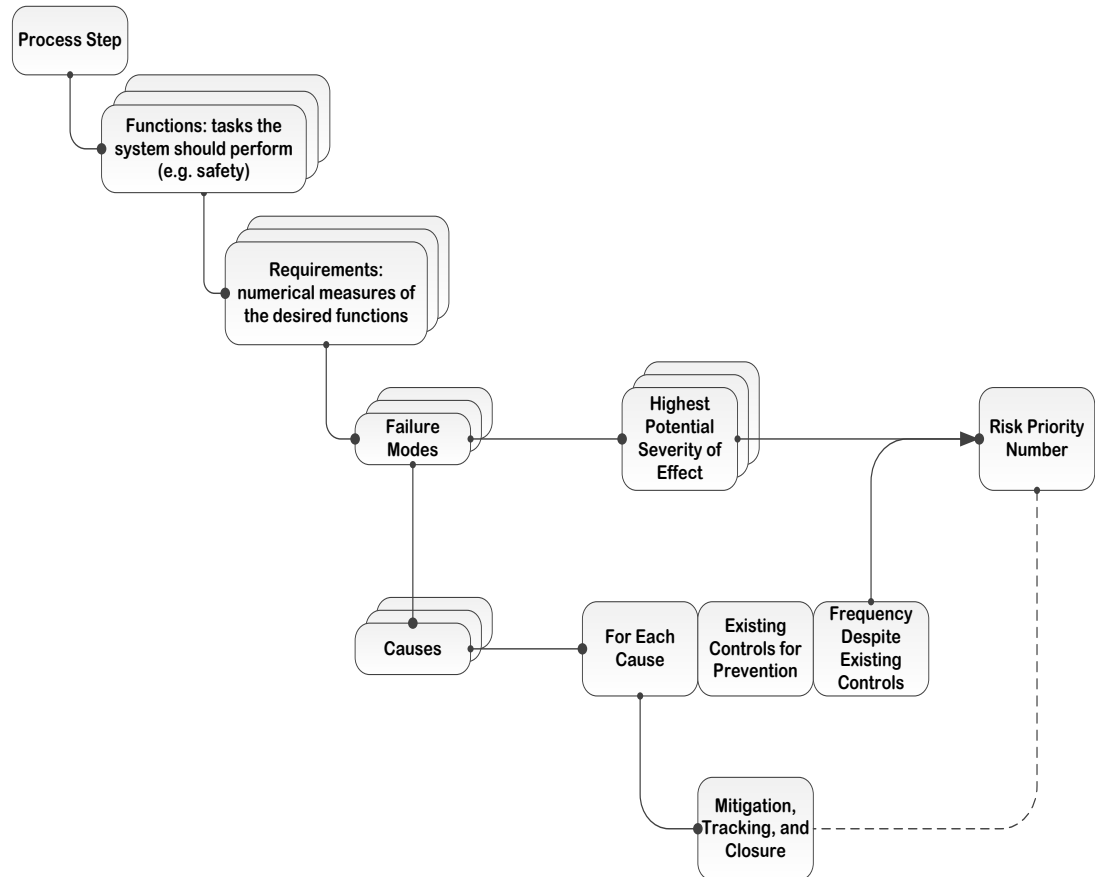 Process Step
Functions: tasks the
system should perform
(e.g. safety)
Requirements:
numerical measures of
the desired functions
Failure
Modes
Highest
Potential
Severity of
Effect
Risk Priority
Number
Causes
For Each
Cause
Existing
Controls for
Prevention
Frequency
Despite
Existing
Controls
Mitigation,
Tracking, and
Closure